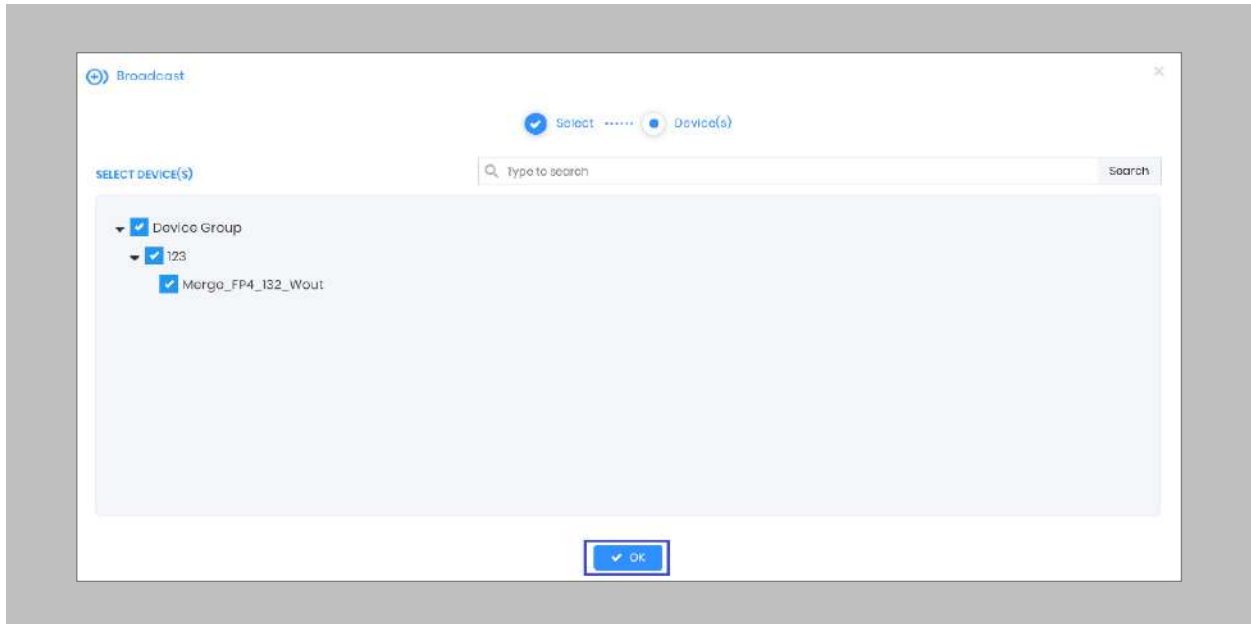 Broadcast
Select Device(s)
SELECT DEVICE(S)
Type to search
Search
Device Group
123
Merge_FP4_132_Wout
OK